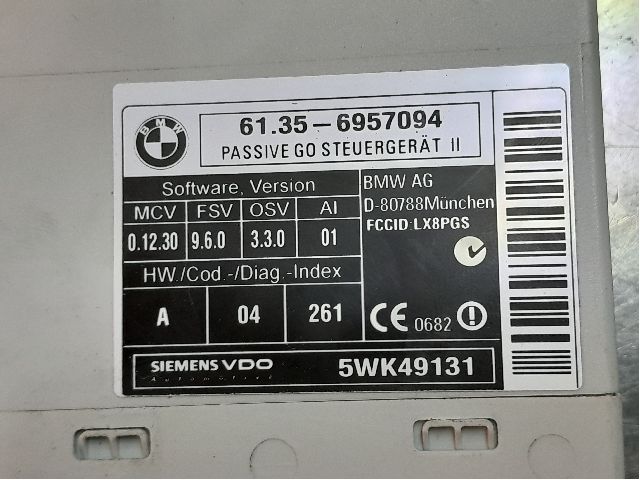 BMW
61.35 – 6957094
PASSIVE GO STEUERGERÄT II
Software, Version
MCV FSV OSV AI
0.12.30 9.6.0 3.3.0 01
HW./Cod.-/Diag.-Index
A 04 261
BMW AG
D-80788München
FCCID:LX8PGS
CE 0682
SIEMENS VDO
Automotive
5WK49131